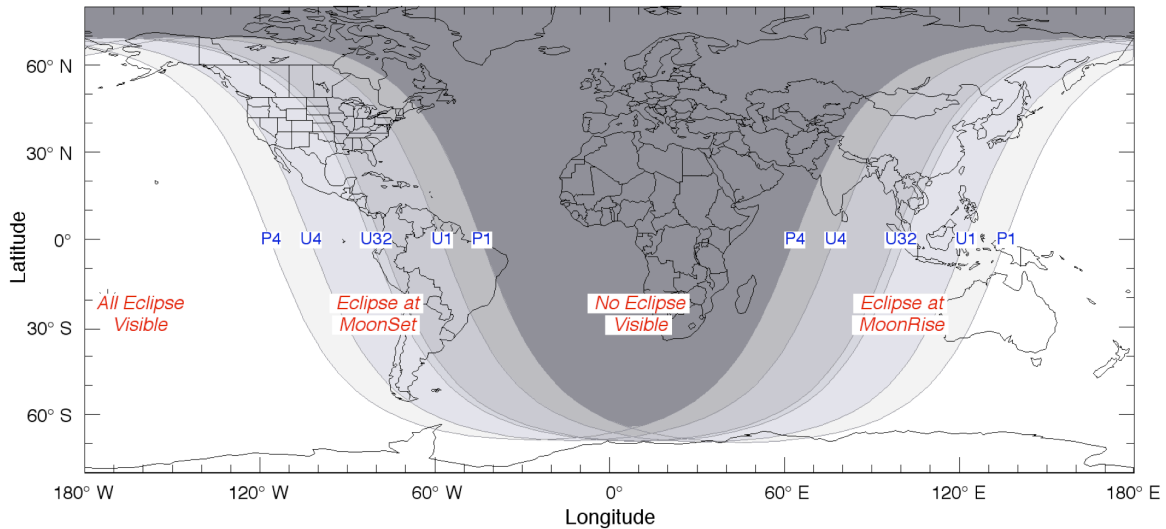 60° N
30° N
0°
30° S
60° S
Latitude
P4 U4 U32 U1 P1 P4 U4 U32 U1 P1
All Eclipse
Visible
Eclipse at
MoonSet
No Eclipse
Visible
Eclipse at
MoonRise
180° W 120° W 60° W 0° 60° E 120° E 180° E
Longitude